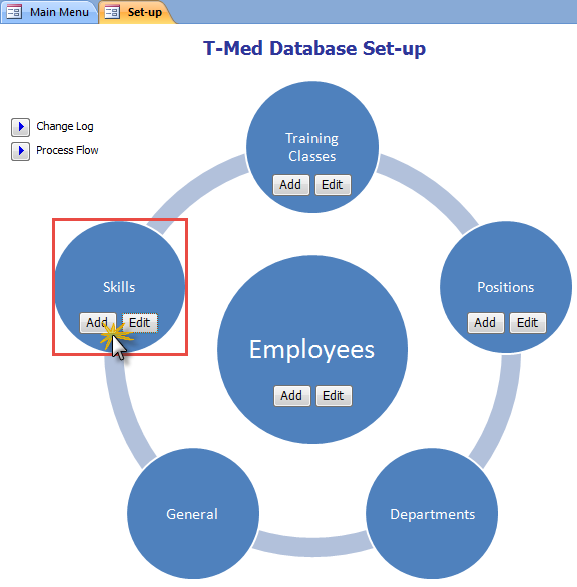 Main Menu
Set-up
T-Med Database Set-up
Change Log
Process Flow
Training
Classes
Add
Edit
Skills
Add
Edit
Positions
Add
Edit
Employees
Add
Edit
General
Departments